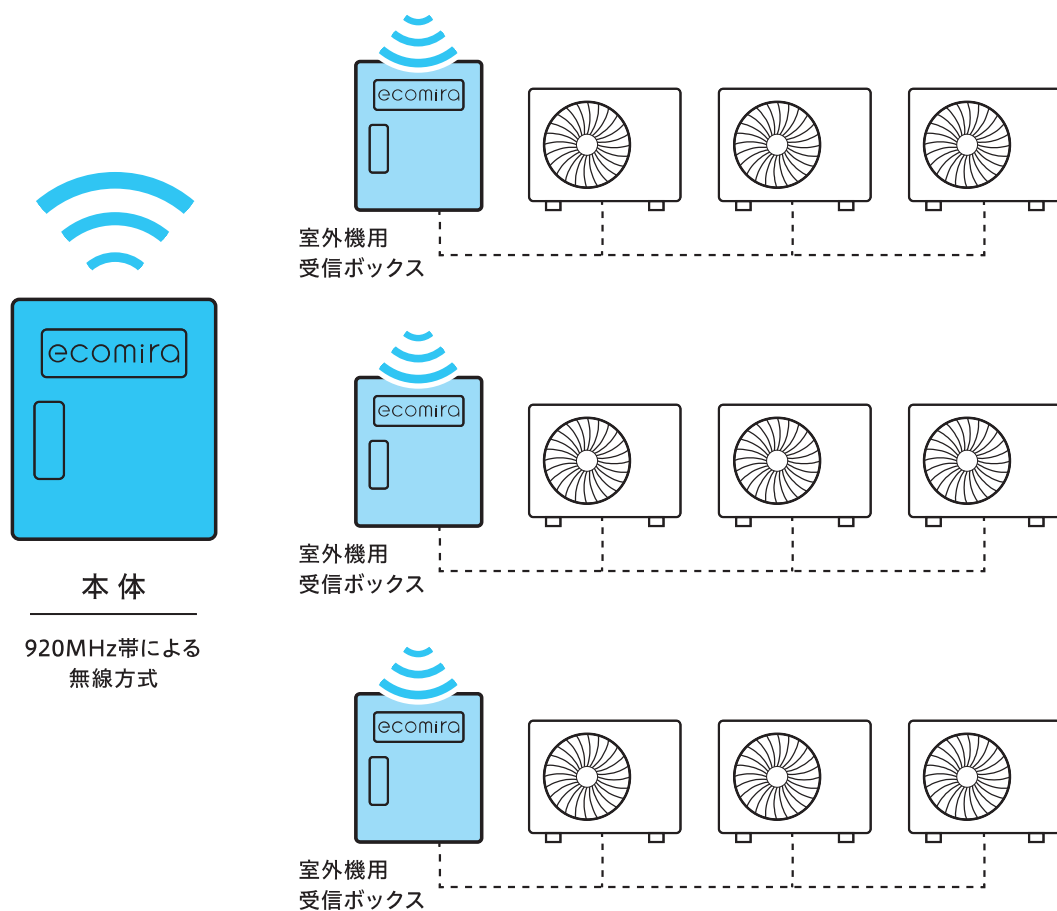 ecomira
本体
920MHz帯による
無線方式
ecomira
室外機用
受信ボックス
ecomira
室外機用
受信ボックス
ecomira
室外機用
受信ボックス